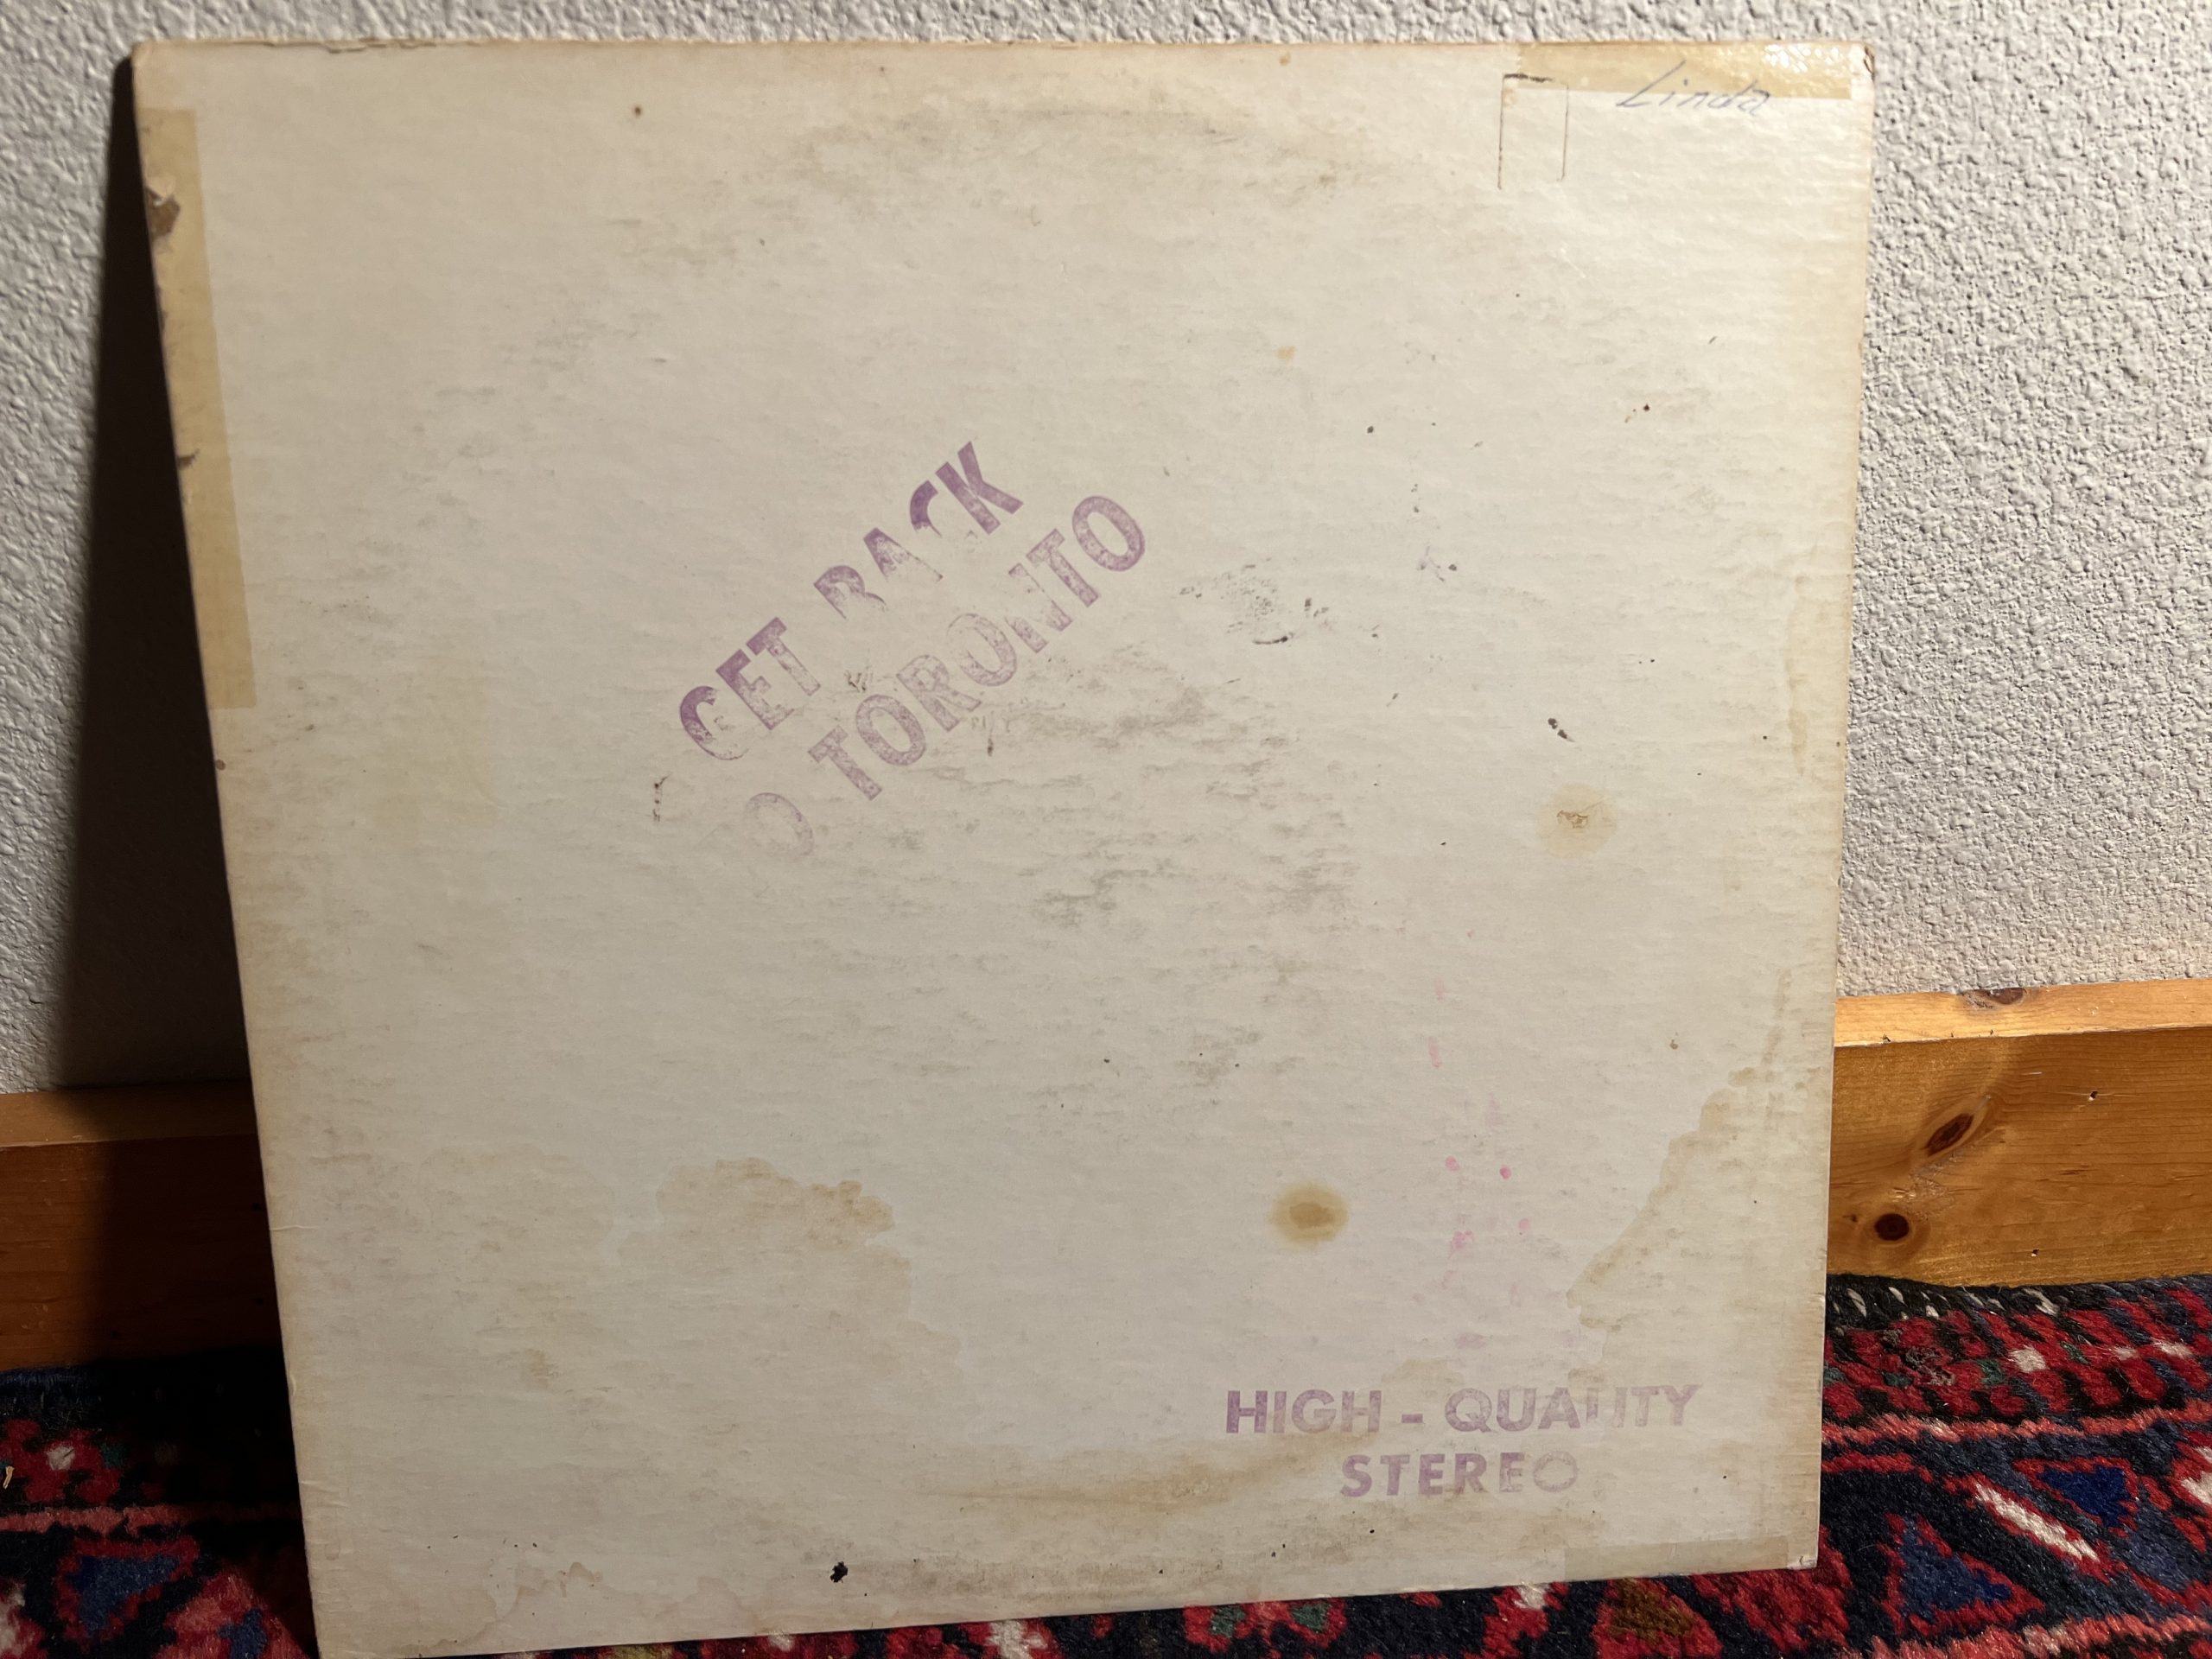 Linda
GET BACK
O TORONTO
HIGH - QUALITY
STEREO